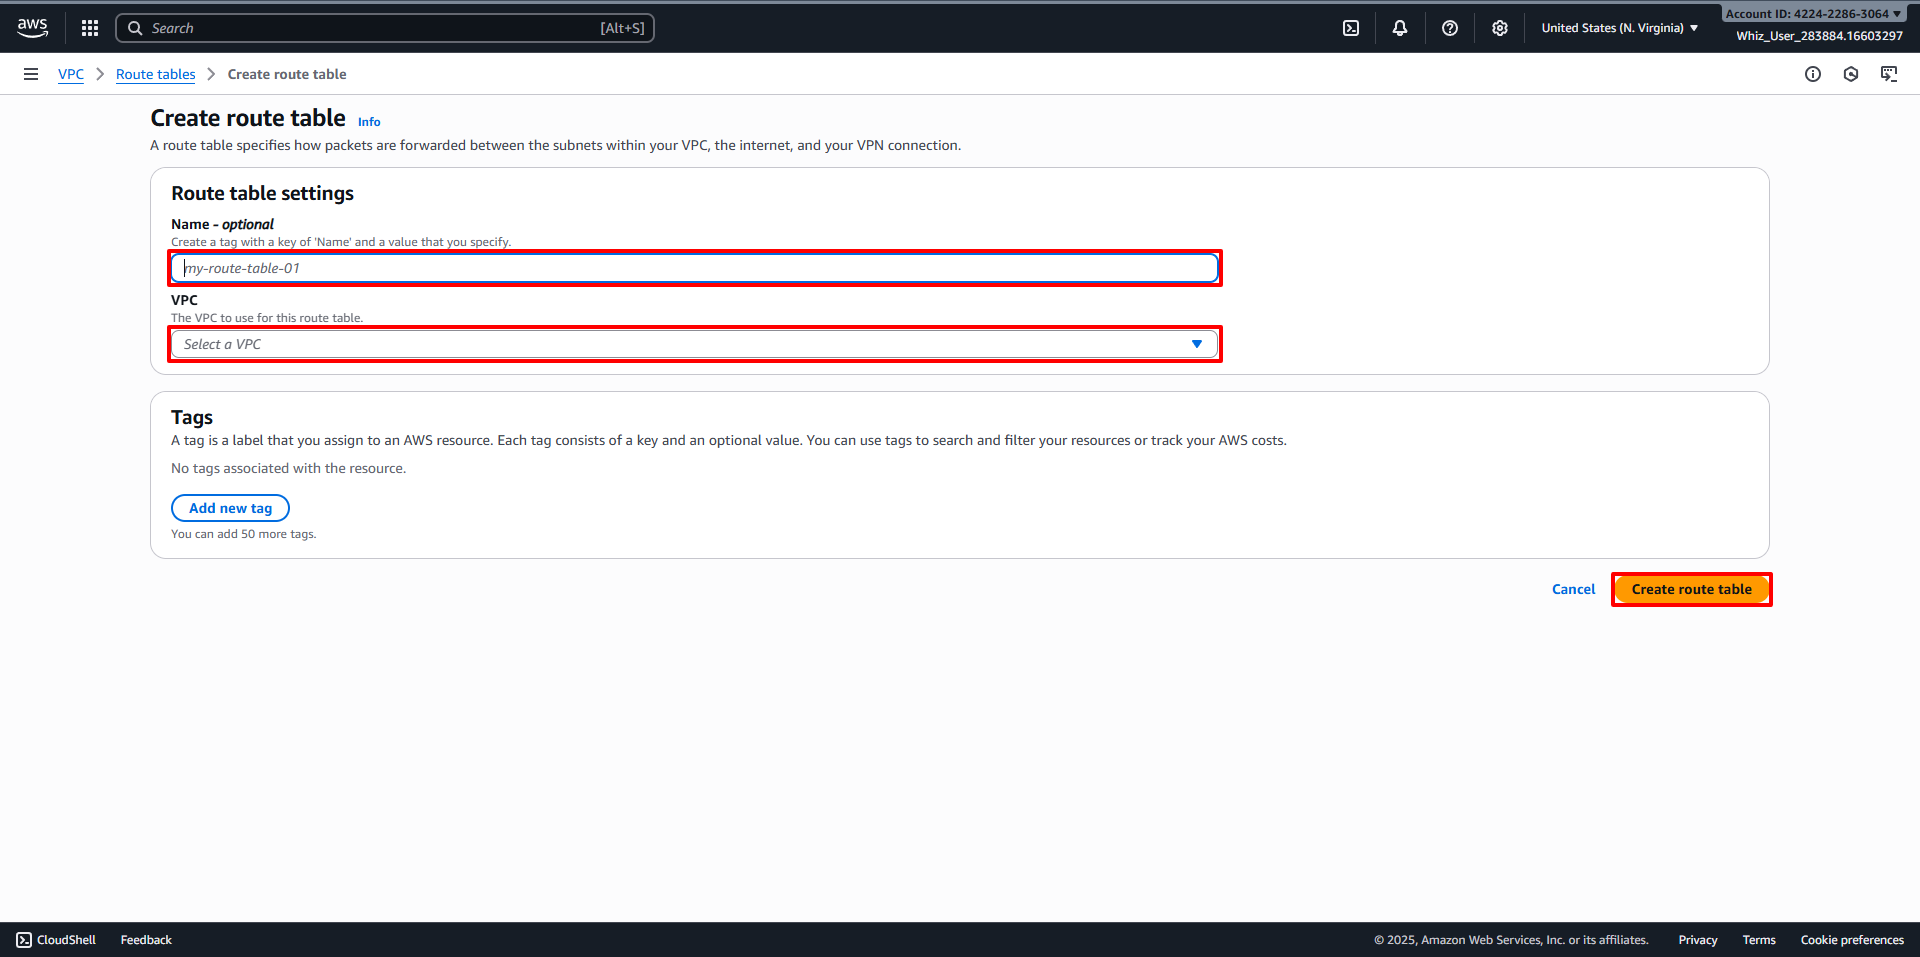 aws
Search [Alt+S]
United States (N. Virginia)
Account ID: 4224-2286-3064
Whiz_User_283884.16603297
VPC Route tables Create route table
Create route table Info
A route table specifies how packets are forwarded between the subnets within your VPC, the internet, and your VPN connection.
Route table settings
Name - optional
Create a tag with a key of 'Name' and a value that you specify.
my-route-table-01
VPC
The VPC to use for this route table.
Select a VPC
Tags
A tag is a label that you assign to an AWS resource. Each tag consists of a key and an optional value. You can use tags to search and filter your resources or track your AWS costs.
No tags associated with the resource.
Add new tag
You can add 50 more tags.
Cancel Create route table
CloudShell Feedback © 2025, Amazon Web Services, Inc. or its affiliates. Privacy Terms Cookie preferences